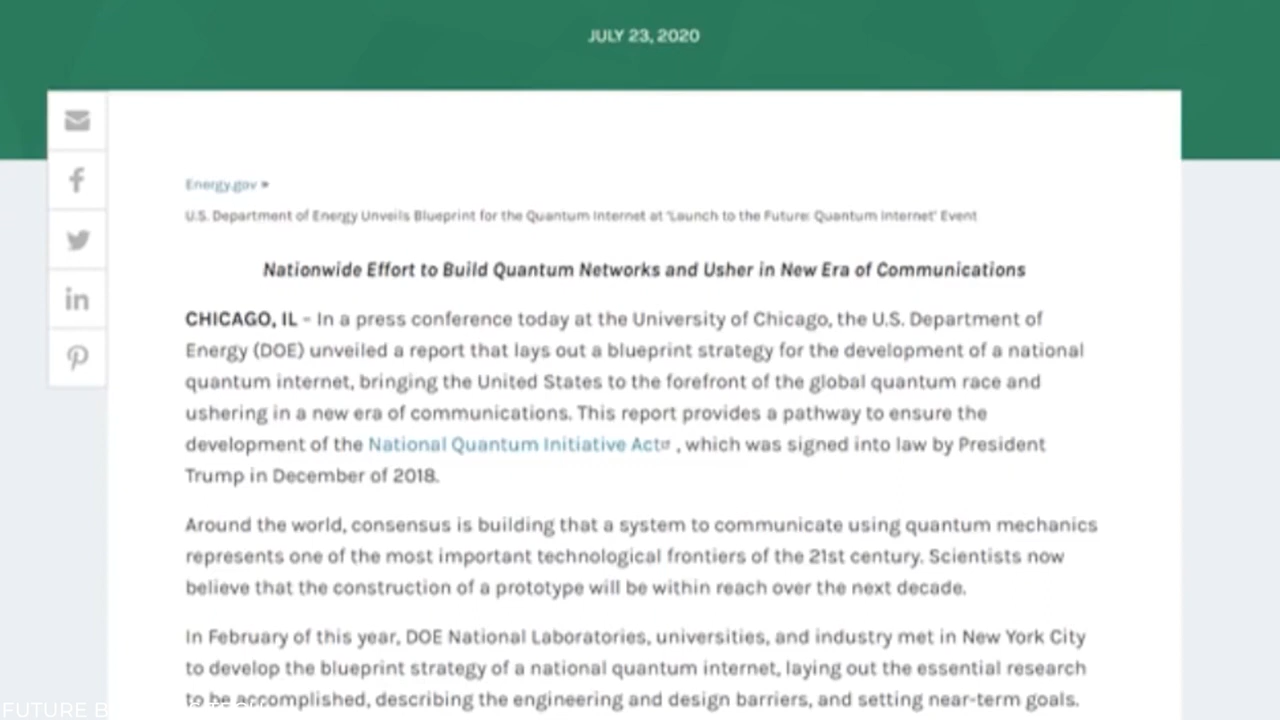 JULY 23, 2020
Energy.gov »
U.S. Department of Energy Unveils Blueprint for the Quantum Internet at 'Launch to the Future: Quantum Internet' Event
Nationwide Effort to Build Quantum Networks and Usher in New Era of Communications
CHICAGO, IL – In a press conference today at the University of Chicago, the U.S. Department of
Energy (DOE) unveiled a report that lays out a blueprint strategy for the development of a national
quantum internet, bringing the United States to the forefront of the global quantum race and
ushering in a new era of communications. This report provides a pathway to ensure the
development of the National Quantum Initiative Act , which was signed into law by President
Trump in December of 2018.
Around the world, consensus is building that a system to communicate using quantum mechanics
represents one of the most important technological frontiers of the 21st century. Scientists now
believe that the construction of a prototype will be within reach over the next decade.
In February of this year, DOE National Laboratories, universities, and industry met in New York City
to develop the blueprint strategy of a national quantum internet, laying out the essential research
to be accomplished, describing the engineering and design barriers, and setting near-term goals.
FUTURE